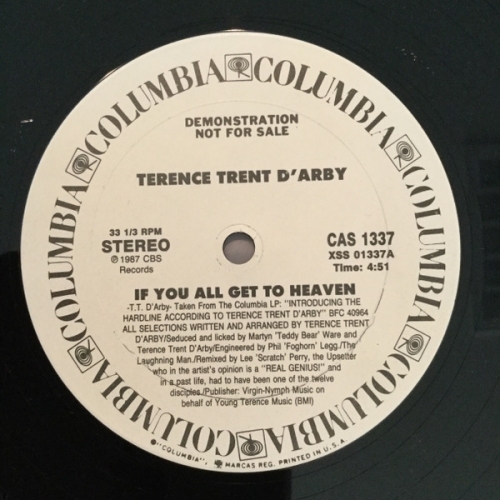 COLUMBIA COLUMBIA COLUMBIA COLUMBIA COLUMBIA COLUMBIA COLUMBIA
DEMONSTRATION
NOT FOR SALE
TERENCE TRENT D'ARBY
33 1/3 RPM
STEREO
℗ 1987 CBS
Records
CAS 1337
XSS 01337A
Time: 4:51
IF YOU ALL GET TO HEAVEN
-T.T. D'Arby- Taken From The Columbia LP: "INTRODUCING THE
HARDLINE ACCORDING TO TERENCE TRENT D'ARBY" BFC 40964
ALL SELECTIONS WRITTEN AND ARRANGED BY TERENCE TRENT
D'ARBY/Seduced and licked by Martyn 'Teddy Bear' Ware and
Terence Trent D'Arby/Engineered by Phil 'Foghorn' Legg./The
Laughning Man./Remixed by Lee 'Scratch' Perry, the Upsetter
who in the artist's opinion is a "REAL GENIUS!" and
in a past life, had to have been one of the twelve
disciples./Publisher: Virgin-Nymph Music/on
behalf of Young Terence Music (BMI)
"COLUMBIA", MARCAS REG. PRINTED IN U.S.A.